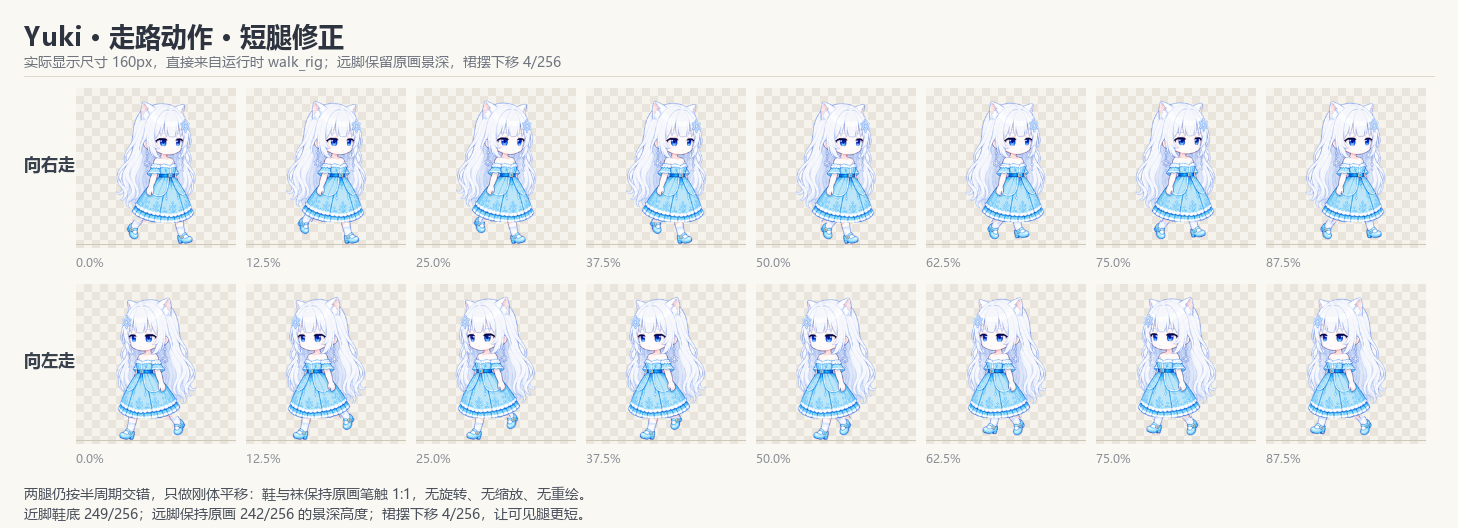 Yuki • 走路动作 • 短腿修正
实际显示尺寸 160px，直接来自运行时 walk_rig；远脚保留原画景深，裙摆下移 4/256
向右走
0.0% 12.5% 25.0% 37.5% 50.0% 62.5% 75.0% 87.5%
向左走
0.0% 12.5% 25.0% 37.5% 50.0% 62.5% 75.0% 87.5%
两腿仍按半周期交错，只做刚体平移：鞋与袜保持原画笔触 1:1，无旋转、无缩放、无重绘。
近脚鞋底 249/256；远脚保持原画 242/256 的景深高度；裙摆下移 4/256，让可见腿更短。